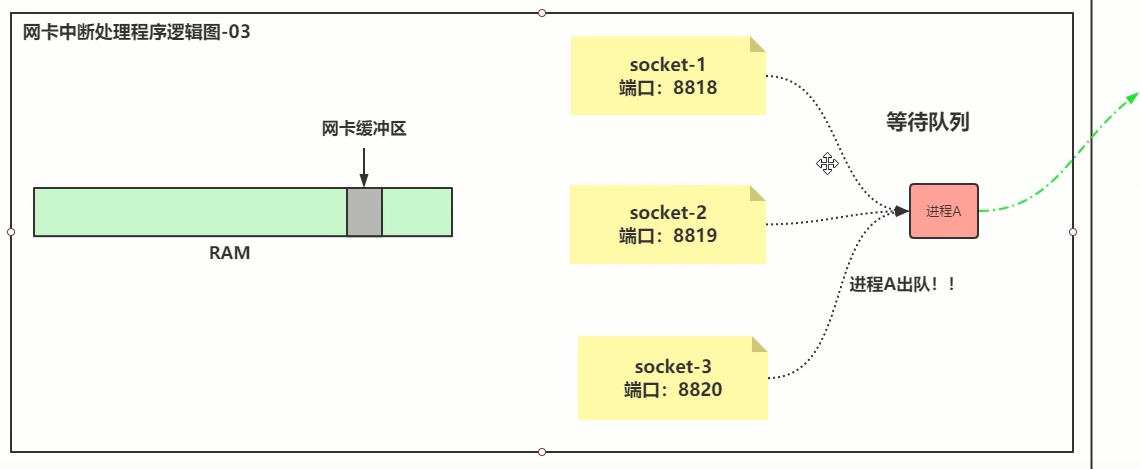 网卡中断处理程序逻辑图-03
网卡缓冲区
RAM
socket-1
端口：8818
socket-2
端口：8819
socket-3
端口：8820
等待队列
进程A
进程A出队！！